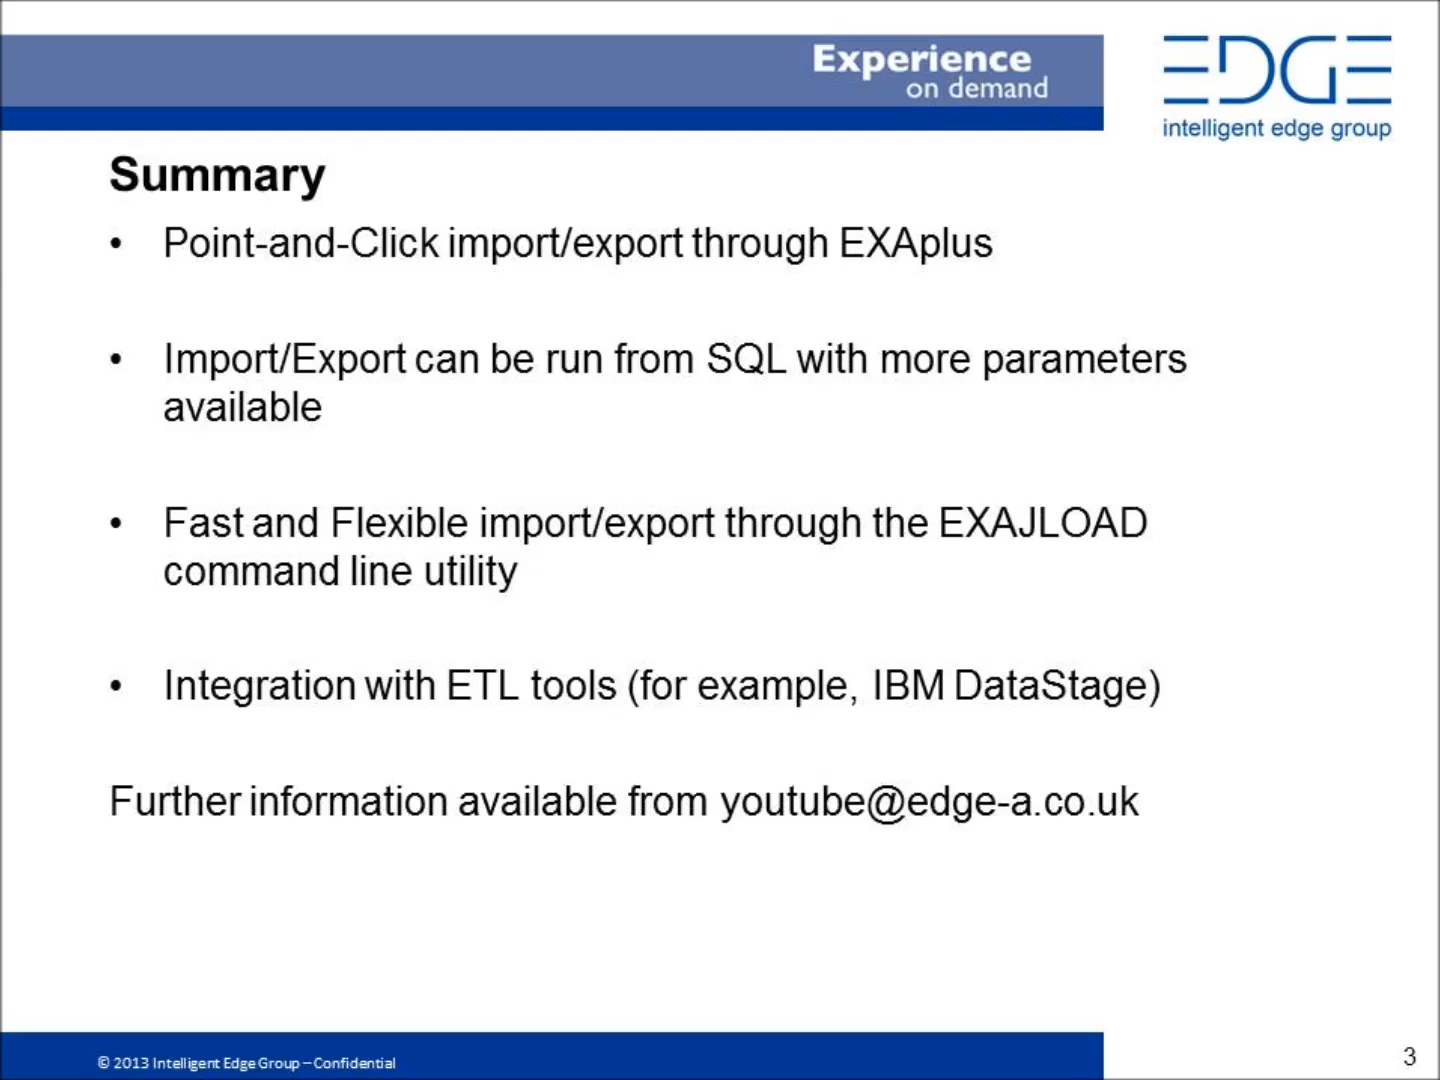 Experience
on demand
EDGE
intelligent edge group
Summary
• Point-and-Click import/export through EXAplus
• Import/Export can be run from SQL with more parameters
available
• Fast and Flexible import/export through the EXAJLOAD
command line utility
• Integration with ETL tools (for example, IBM DataStage)
Further information available from youtube@edge-a.co.uk
© 2013 Intelligent Edge Group – Confidential
3